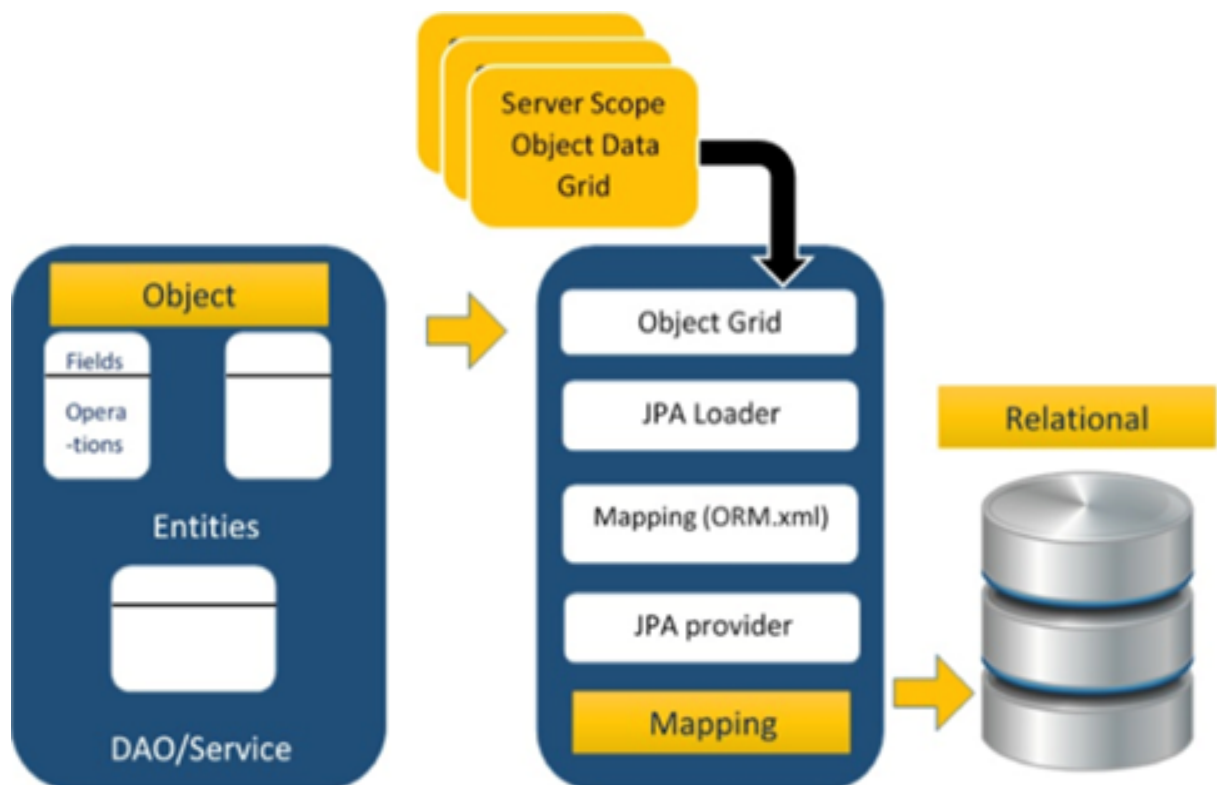 Server Scope
Object Data
Grid
Object
Fields
Opera
-tions
Entities
DAO/Service
Object Grid
JPA Loader
Mapping (ORM.xml)
JPA provider
Mapping
Relational